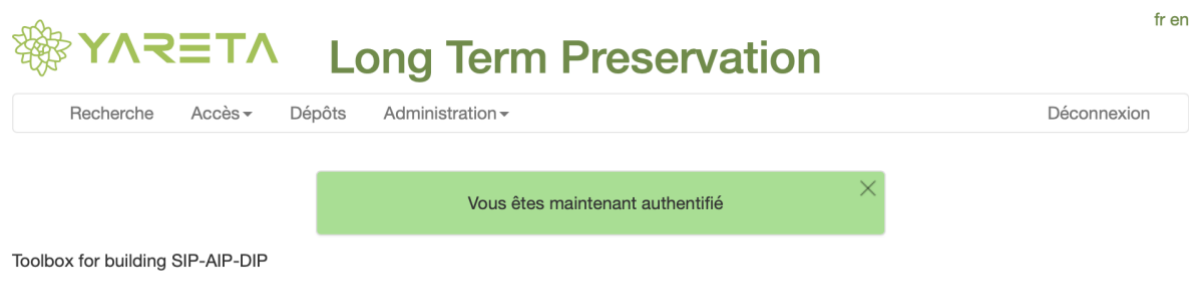 fr en
YARETA
Long Term Preservation
Recherche Accès Dépôts Administration Déconnexion
Vous êtes maintenant authentifié
Toolbox for building SIP-AIP-DIP